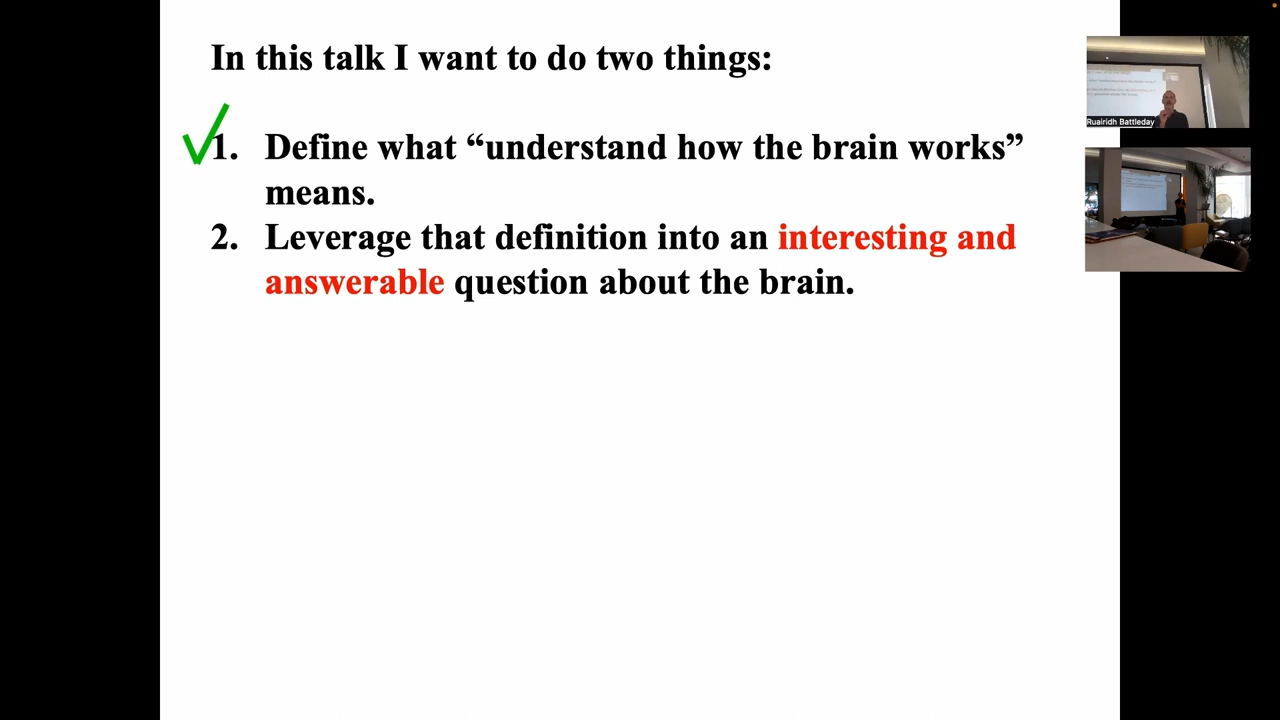 In this talk I want to do two things:
1. Define what “understand how the brain works”
means.
2. Leverage that definition into an interesting and
answerable question about the brain.
Ruairidh Battleday